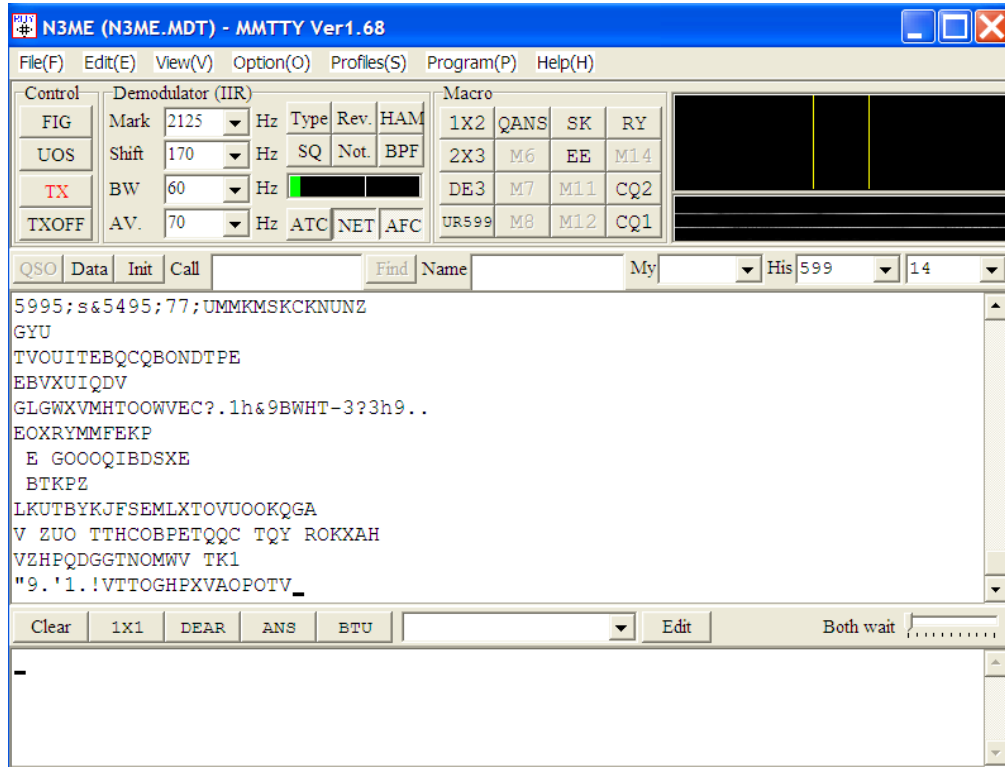 N3ME (N3ME.MDT) - MMTTY Ver1.68
File(F) Edit(E) View(V) Option(O) Profiles(S) Program(P) Help(H)
Control Demodulator (IIR) Macro
FIG Mark 2125 Hz Type Rev. HAM 1X2 QANS SK RY
UOS Shift 170 Hz SQ Not. BPF 2X3 M6 EE M14
TX BW 60 Hz DE3 M7 M11 CQ2
TXOFF AV. 70 Hz ATC NET AFC UR599 M8 M12 CQ1
QSO Data Init Call Find Name My His 599 14
5995;s&5495;77;UMMKMSKCKNUNZ
GYU
TVOUITEBQCQBONDTPE
EBVXUIQDV
GLGWXVMHTOOWVEC?.1h&9BWHT-3?3h9..
EOXRYMMFEKP
E GOOOQIBDSXE
BTKPZ
LKUTBYKJFSEMLXTOVUOOKQGA
V ZUO TTHCOBPETQQC TQY ROKXAH
VZHPQDGGTNOMWV TK1
"9.'1.!VTTOGHPXVAOPOTV_
Clear 1X1 DEAR ANS BTU Edit Both wait